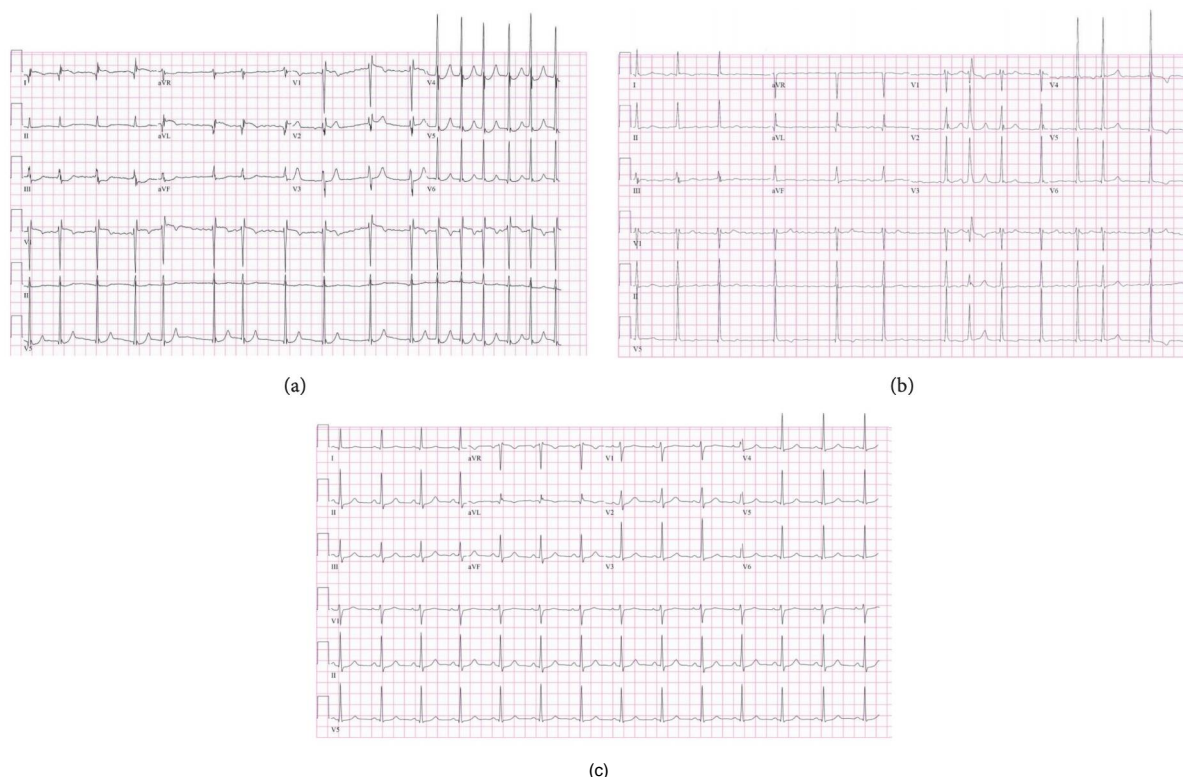 I aVR V1 V4
II aVL V2 V5
III aVF V3 V6
V1
II
V5
(a)
I aVR V1 V4
II aVL V2 V5
III aVF V3 V6
V1
II
V5
(b)
I aVR V1 V4
II aVL V2 V5
III aVF V3 V6
V1
II
V5
(c)